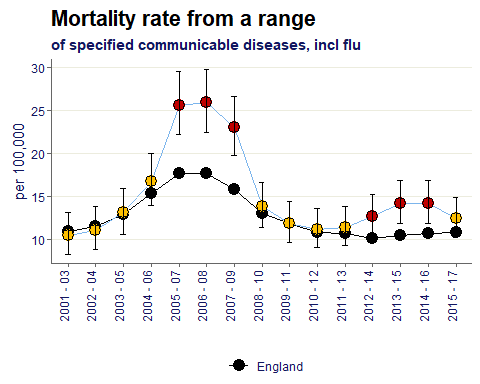 Mortality rate from a range
of specified communicable diseases, incl flu
per 100,000
30
25
20
15
10
2001 - 03
2002 - 04
2003 - 05
2004 - 06
2005 - 07
2006 - 08
2007 - 09
2008 - 10
2009 - 11
2010 - 12
2011 - 13
2012 - 14
2013 - 15
2014 - 16
2015 - 17
England